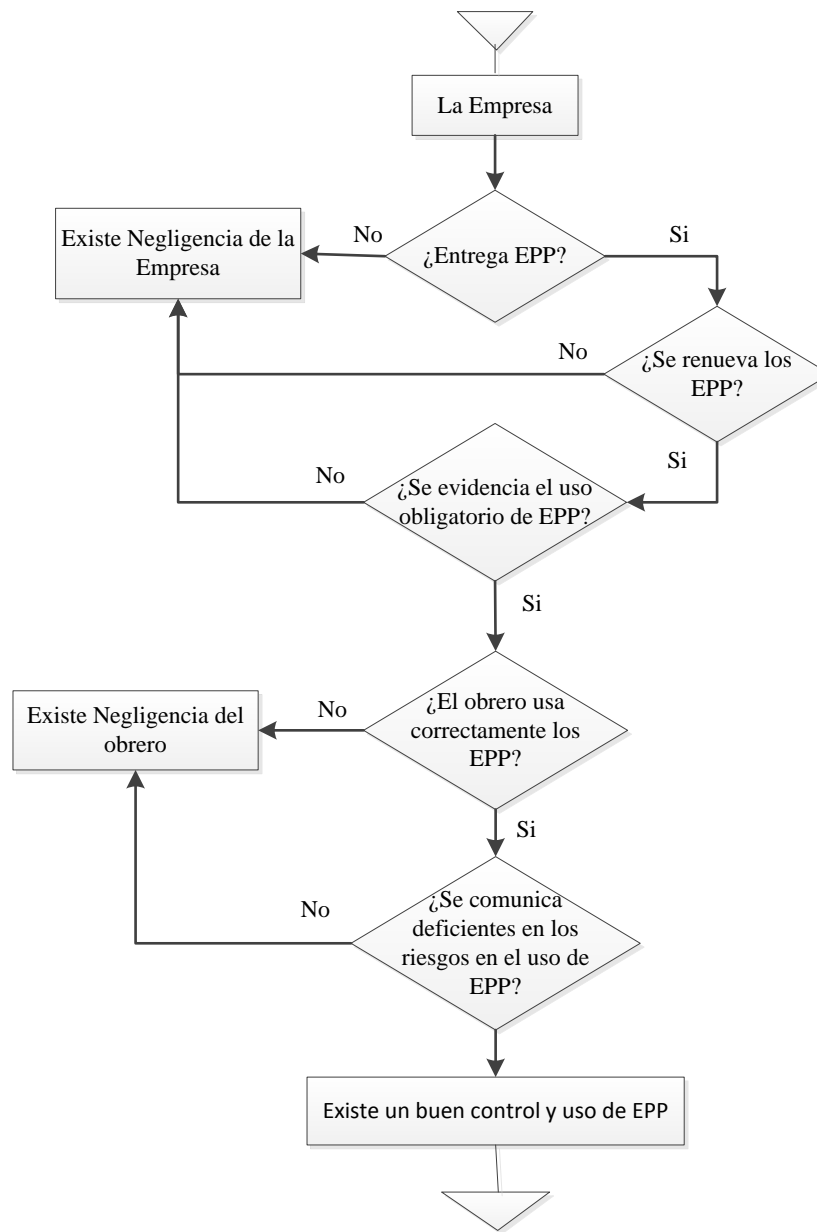 La Empresa
Existe Negligencia de la
Empresa
No
¿Entrega EPP?
Si
No
¿Se renueva los
EPP?
No
¿Se evidencia el uso
obligatorio de EPP?
Si
Si
Existe Negligencia del
obrero
No
¿El obrero usa
correctamente los
EPP?
Si
No
¿Se comunica
deficientes en los
riesgos en el uso de
EPP?
Existe un buen control y uso de EPP